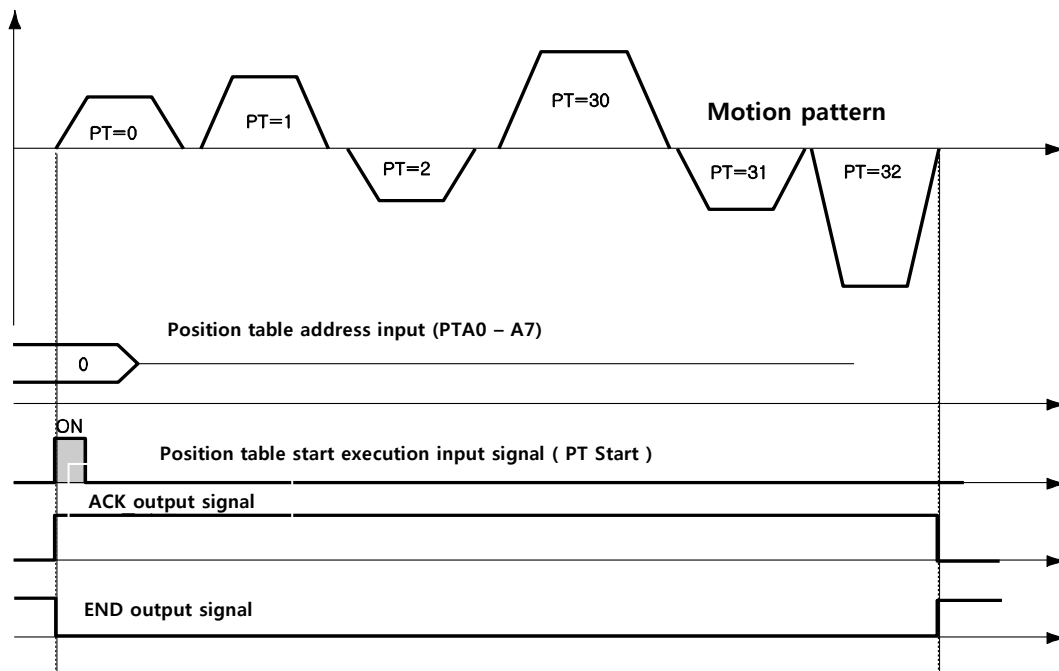 PT=0
PT=1
PT=2
PT=30
PT=31
PT=32
Motion pattern
Position table address input (PTA0 – A7)
0
ON
Position table start execution input signal ( PT Start )
ACK output signal
END output signal